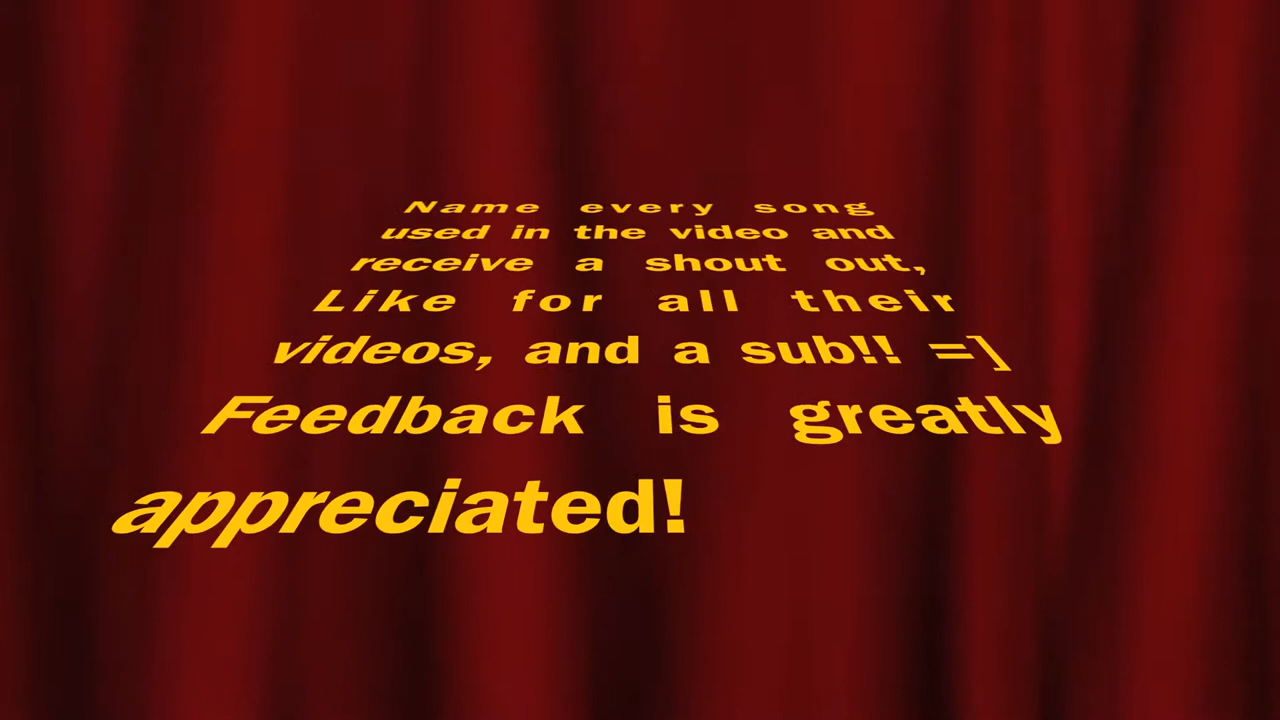 Name every song
used in the video and
receive a shout out,
Like for all their
videos, and a sub!! =]
Feedback is greatly
appreciated!